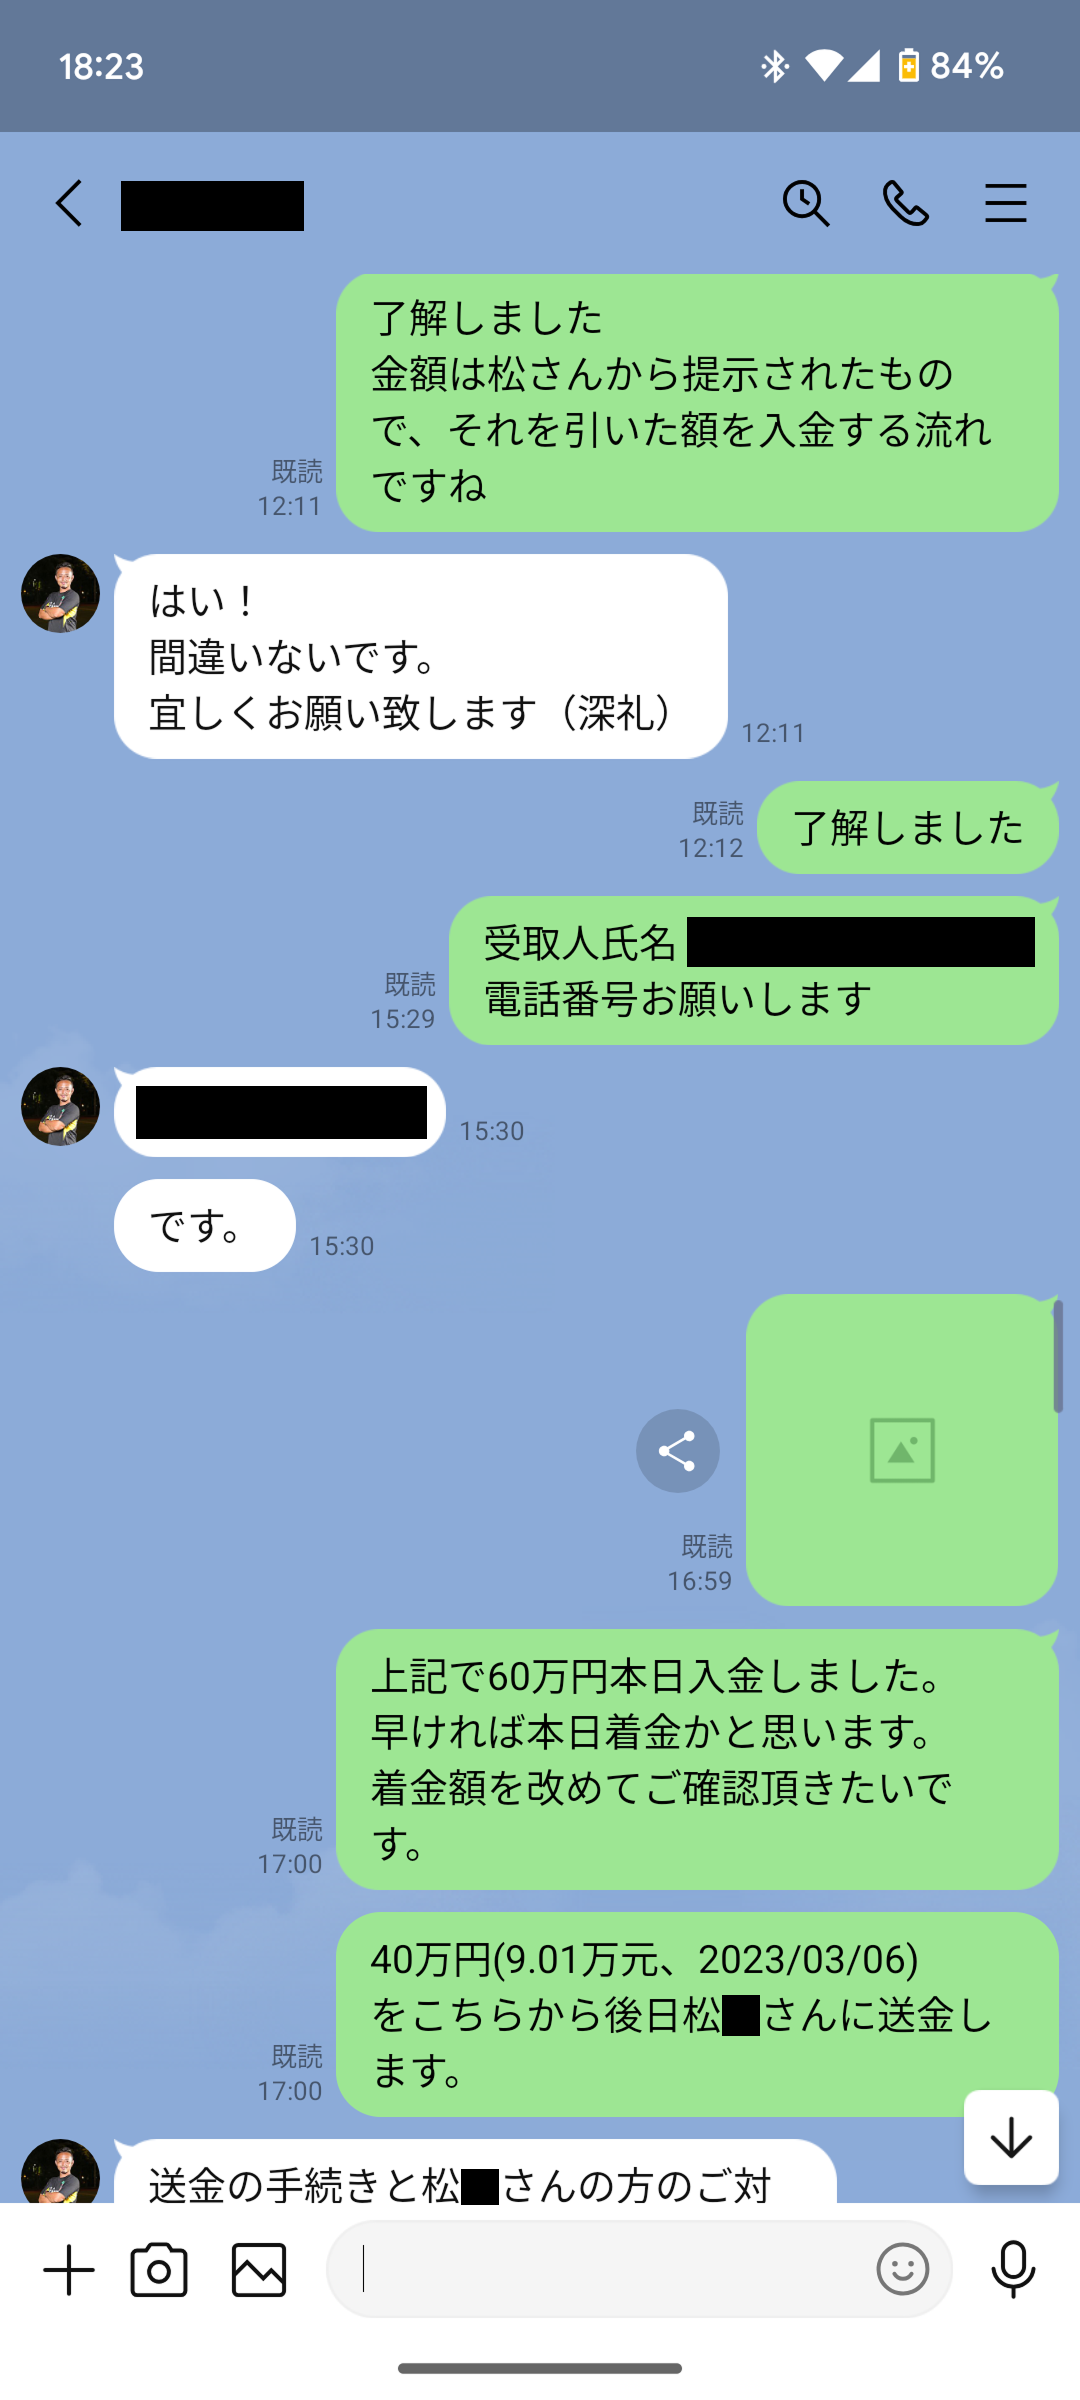 18:23
84%
了解しました
金額は松さんから提示されたもの
で、それを引いた額を入金する流れ
ですね
既読
12:11
はい！
間違いないです。
宜しくお願い致します（深礼）
12:11
了解しました
既読
12:12
受取人氏名
電話番号お願いします
既読
15:29
15:30
です。
15:30
既読
16:59
上記で60万円本日入金しました。
早ければ本日着金かと思います。
着金額を改めてご確認頂きたいで
す。
既読
17:00
40万円(9.01万元、2023/03/06)
をこちらから後日松さんに送金し
ます。
既読
17:00
送金の手続きと松さんの方のご対